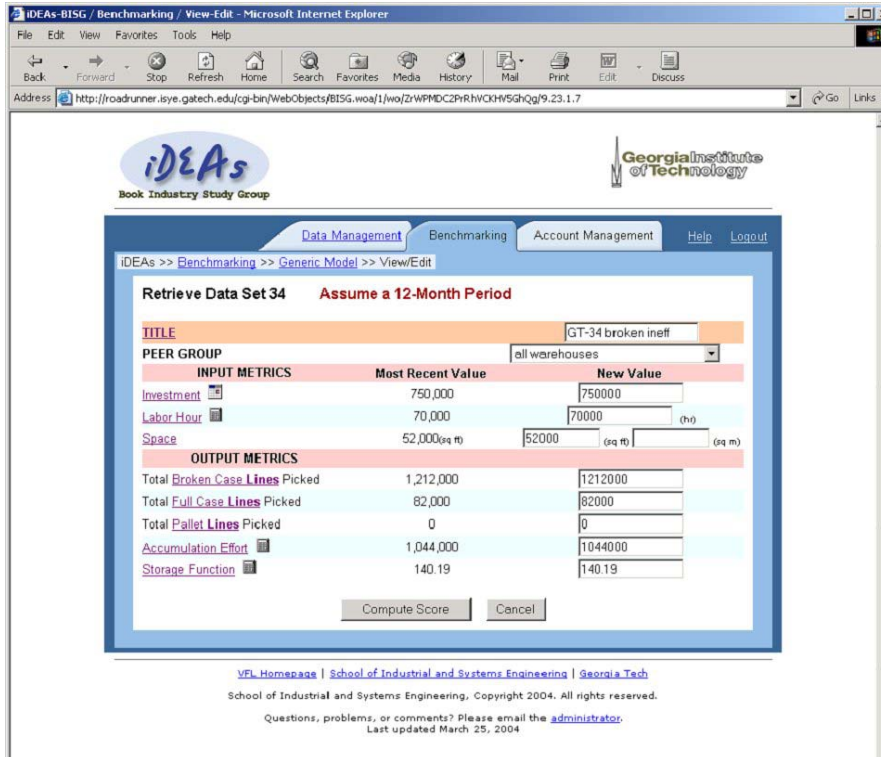 iDEAs-BISG / Benchmarking / View-Edit - Microsoft Internet Explorer
File Edit View Favorites Tools Help
Back Forward Stop Refresh Home Search Favorites Media History Mail Print Edit Discuss
Address http://roadrunner.isye.gatech.edu/cgi-bin/WebObjects/BISG.woa/1/wo/ZrWPMDC2PrRhVCKHV5GhQg/9.23.1.7 Go Links
iDEAs
Book Industry Study Group
Georgia Institute
of Technology
Data Management Benchmarking Account Management Help Logout
iDEAs >> Benchmarking >> Generic Model >> View/Edit
Retrieve Data Set 34 Assume a 12-Month Period
TITLE GT-34 broken ineff
PEER GROUP all warehouses
INPUT METRICS Most Recent Value New Value
Investment 750,000 750000
Labor Hour 70,000 70000 (hr)
Space 52,000(sq ft) 52000 (sq ft) (sq m)
OUTPUT METRICS
Total Broken Case Lines Picked 1,212,000 1212000
Total Full Case Lines Picked 82,000 82000
Total Pallet Lines Picked 0 0
Accumulation Effort 1,044,000 1044000
Storage Function 140.19 140.19
Compute Score Cancel
VFL Homepage | School of Industrial and Systems Engineering | Georgia Tech
School of Industrial and Systems Engineering, Copyright 2004. All rights reserved.
Questions, problems, or comments? Please email the administrator.
Last updated March 25, 2004